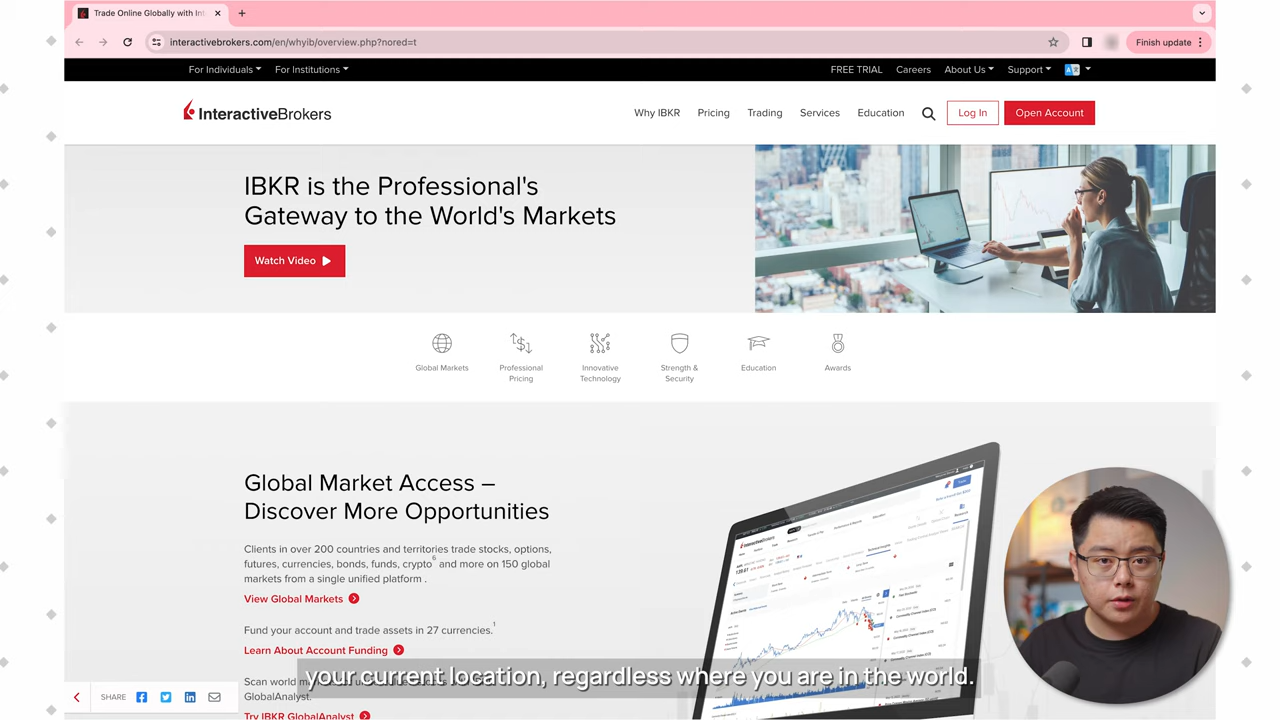 Trade Online Globally with Int
interactivebrokers.com/en/whyib/overview.php?nored=t
Finish update
For Individuals
For Institutions
FREE TRIAL
Careers
About Us
Support
InteractiveBrokers
Why IBKR
Pricing
Trading
Services
Education
Log In
Open Account
IBKR is the Professional's
Gateway to the World's Markets
Watch Video
Global Markets
Professional
Pricing
Innovative
Technology
Strength &
Security
Education
Awards
Global Market Access –
Discover More Opportunities
Clients in over 200 countries and territories trade stocks, options,
futures, currencies, bonds, funds, crypto6 and more on 150 global
markets from a single unified platform .
View Global Markets
Fund your account and trade assets in 27 currencies.1
Learn About Account Funding
Scan world m
GlobalAnalyst.
Try IBKR GlobalAnalyst
SHARE
your current location, regardless where you are in the world.
InteractiveBrokers